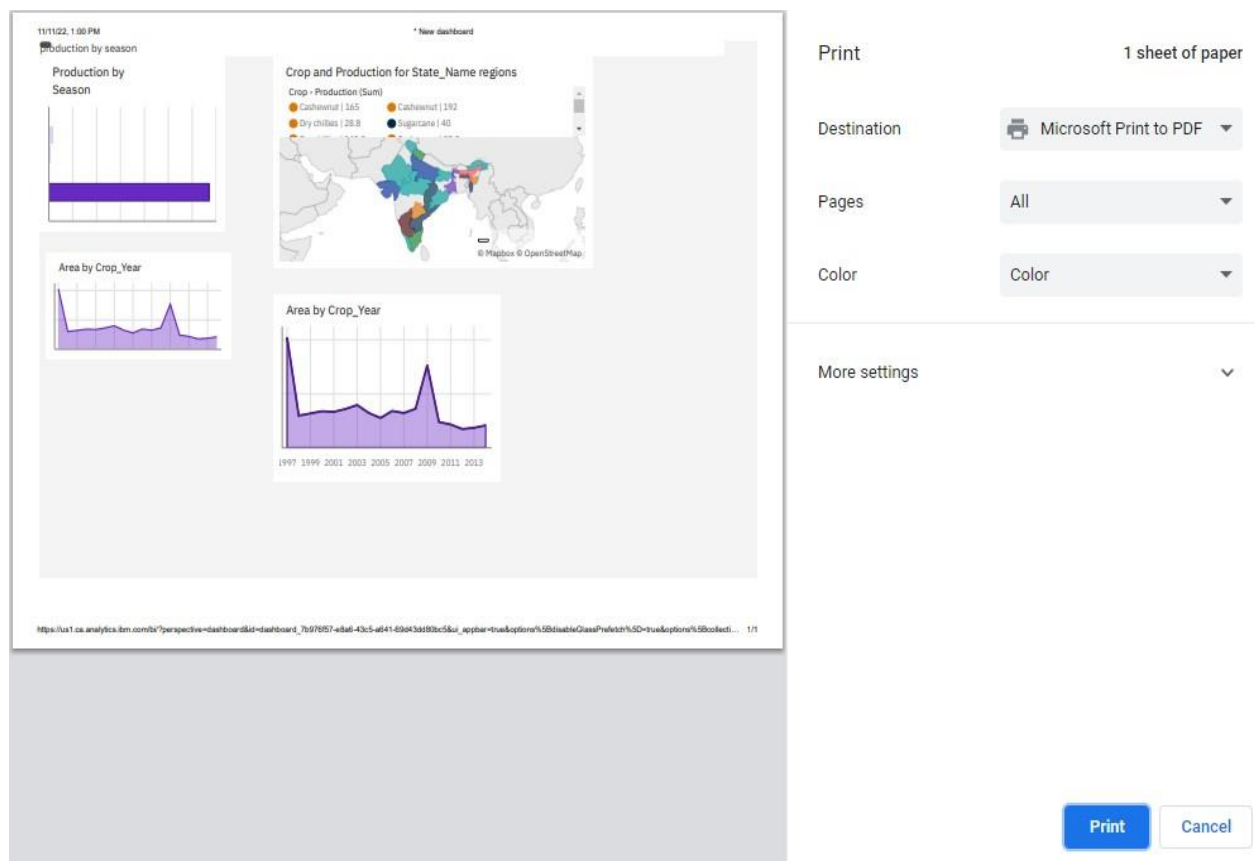 11/11/22, 1:00 PM
* New dashboard
production by season
Production by
Season
Crop and Production for State_Name regions
Crop - Production (Sum)
Cashewnut | 165
Cashewnut | 192
Dry chillies | 28.8
Sugarcane | 40
© Mapbox © OpenStreetMap
Area by Crop_Year
Area by Crop_Year
1997 1999 2001 2003 2005 2007 2009 2011 2013
1/1
Print
1 sheet of paper
Destination
Microsoft Print to PDF
Pages
All
Color
Color
More settings
Print
Cancel